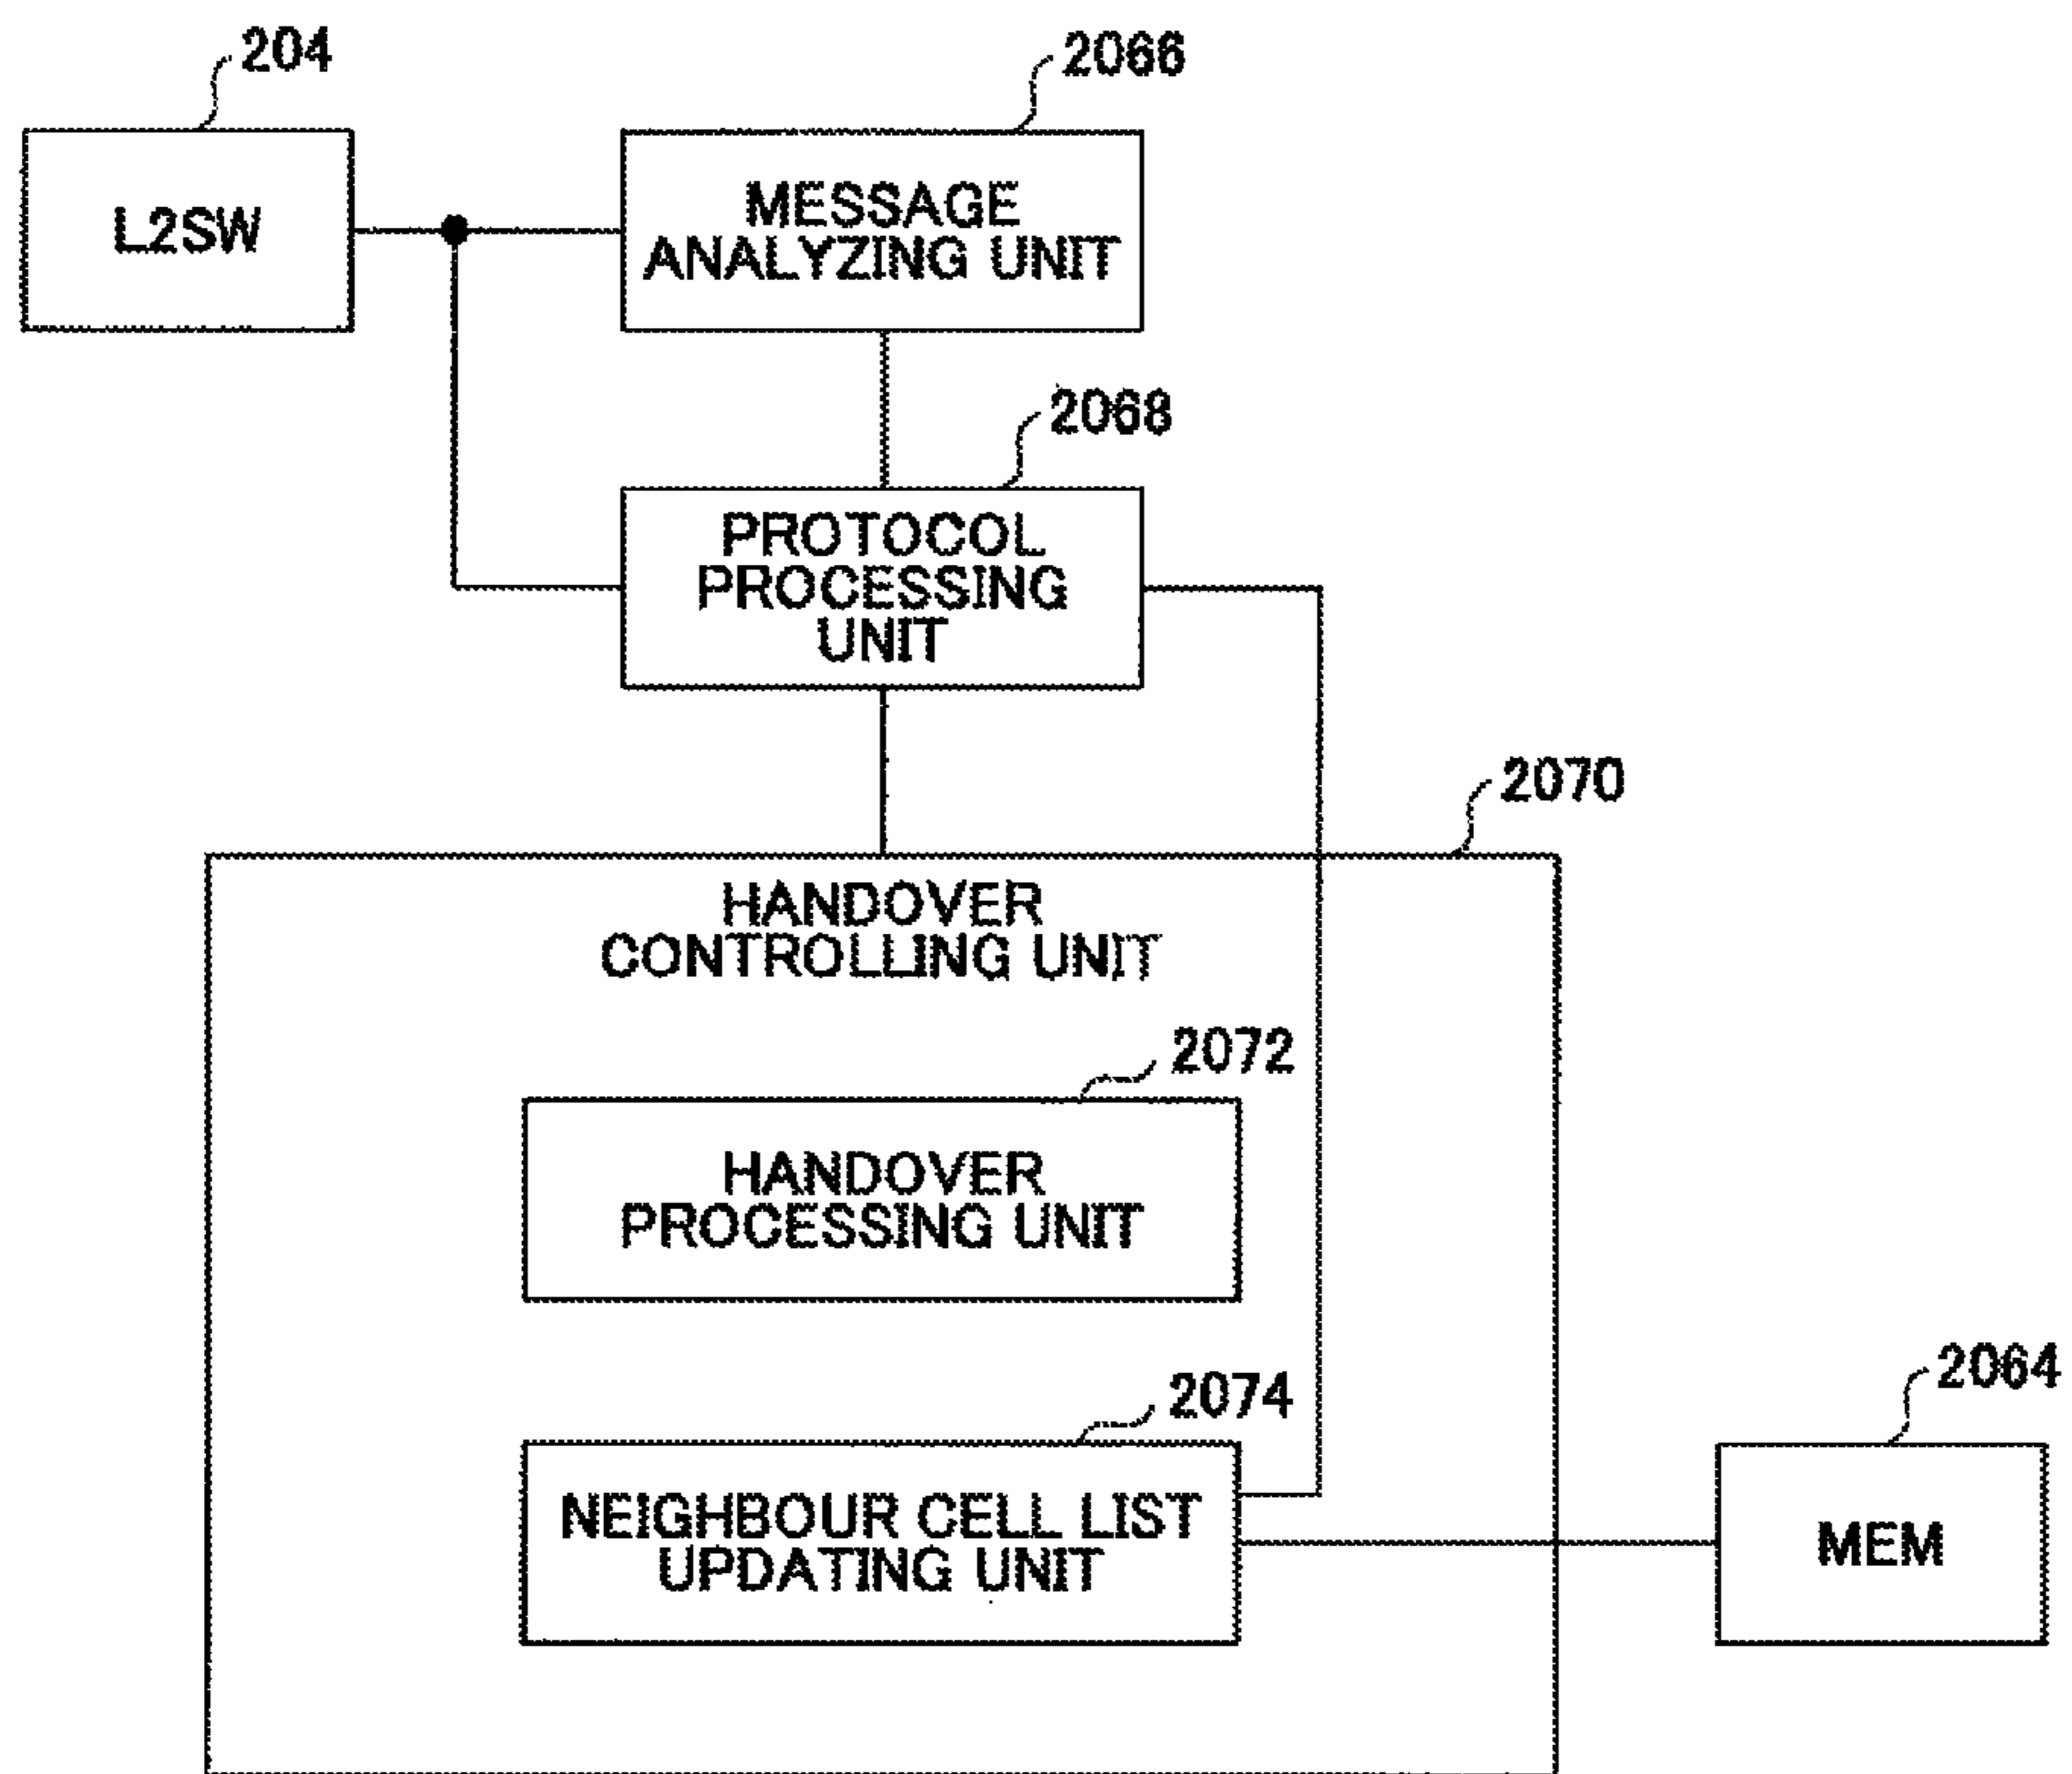 204
2066
L2SW
MESSAGE
ANALYZING UNIT
2068
PROTOCOL
PROCESSING
UNIT
2070
HANDOVER
CONTROLLING UNIT
2072
HANDOVER
PROCESSING UNIT
2074
2064
NEIGHBOUR CELL LIST
UPDATING UNIT
MEM